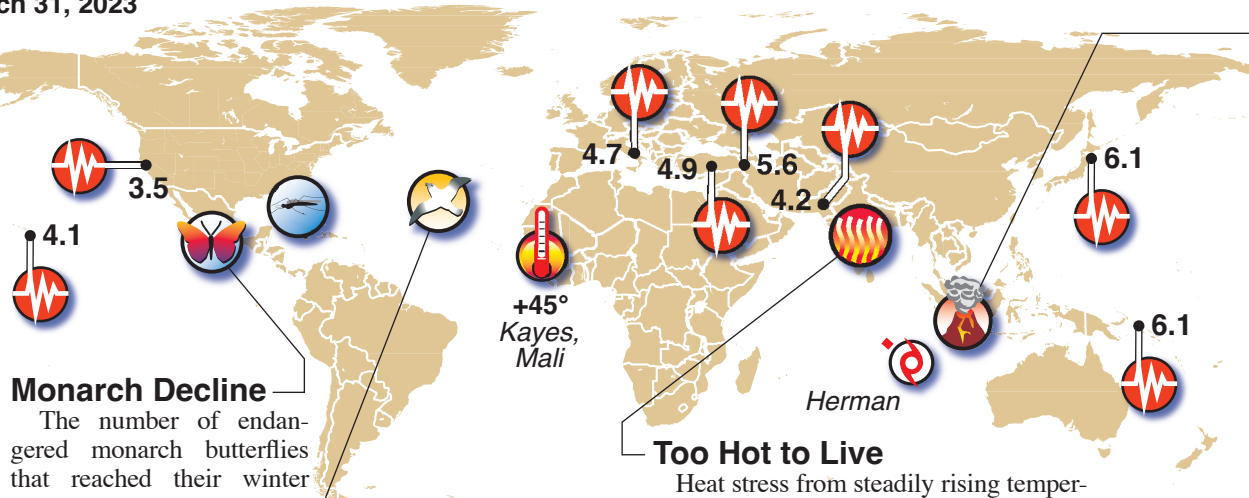 ch 31, 2023
3.5
4.1
4.7
4.9
5.6
4.2
6.1
6.1
+45°
Kayes,
Mali
Herman
Monarch Decline
The number of endan-
gered monarch butterflies
that reached their winter
Too Hot to Live
Heat stress from steadily rising temper-